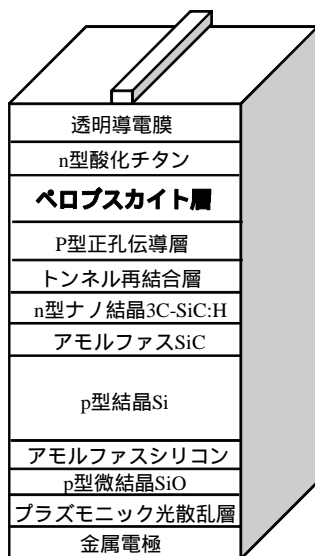 透明導電膜
n型酸化チタン
ペロブスカイト層
P型正孔伝導層
トンネル再結合層
n型ナノ結晶3C-SiC:H
アモルファスSiC
p型結晶Si
アモルファスシリコン
p型微結晶SiO
プラズモニック光散乱層
金属電極